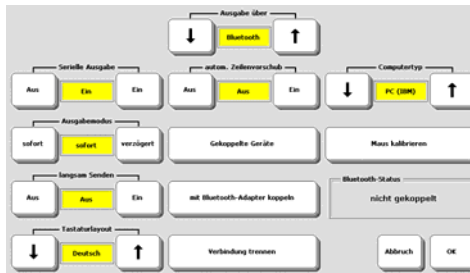 Ausgabe über
Bluetooth
Serielle Ausgabe
autom. Zeilenvorschub
Computertyp
Aus Ein Ein
Aus Aus Ein
PC (IBM)
Ausgabemodus
sofort sofort verzögert
Gekoppelte Geräte
Maus kalibrieren
langsam Senden
Aus Aus Ein
mit Bluetooth-Adapter koppeln
Bluetooth-Status
nicht gekoppelt
Tastaturlayout
Deutsch
Verbindung trennen
Abbruch
OK